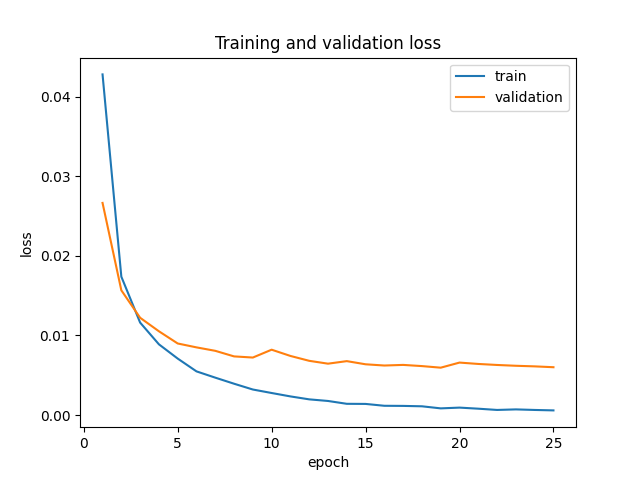 Training and validation loss
train
validation
0.04
0.03
0.02
0.01
0.00
loss
0 5 10 15 20 25
epoch